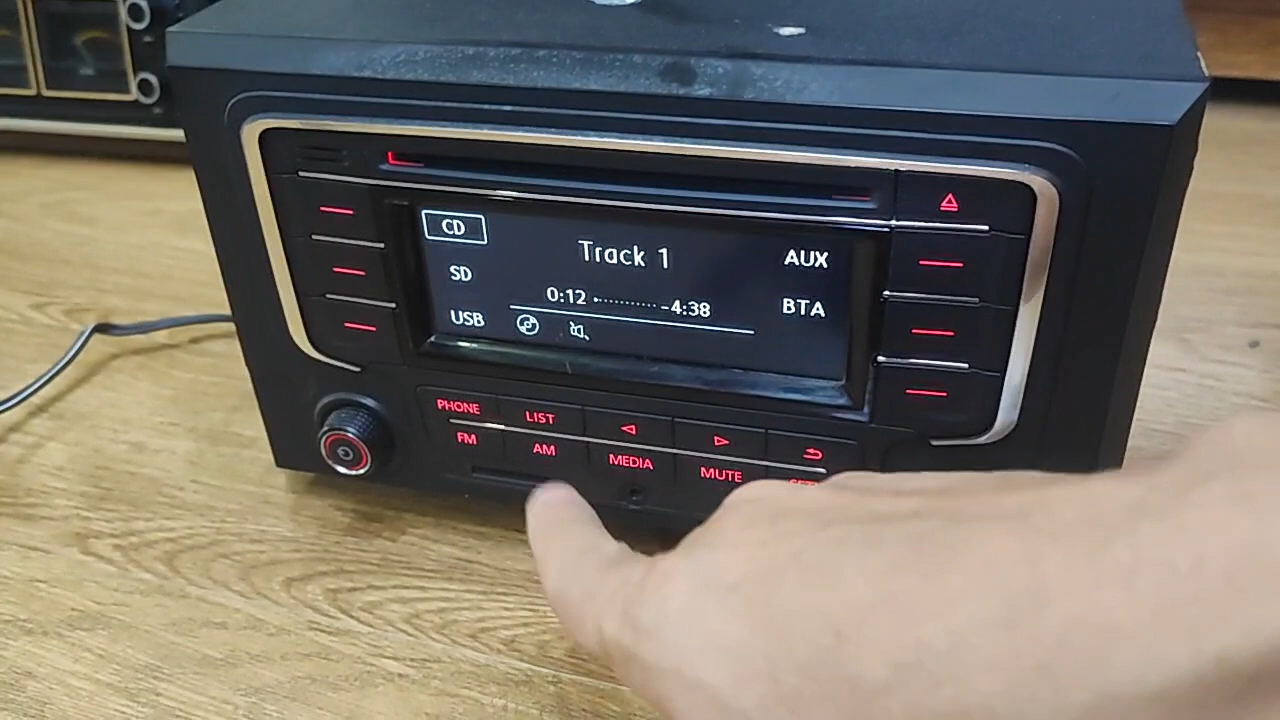 CD
Track 1
AUX
SD
0:12
-4:38
BTA
USB
PHONE
LIST
FM
AM
MEDIA
MUTE